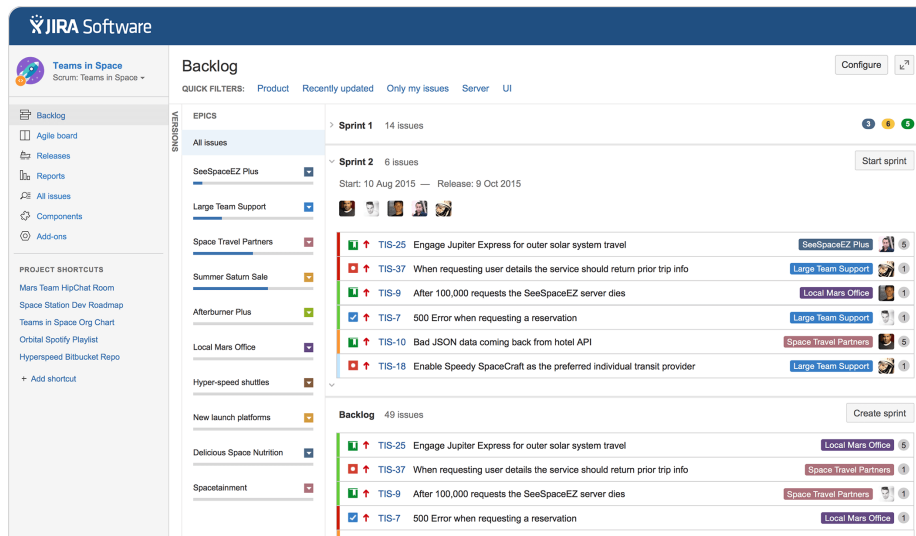 JIRA Software
Teams in Space
Scrum: Teams in Space
Backlog
Agile board
Releases
Reports
All issues
Components
Add-ons
PROJECT SHORTCUTS
Mars Team HipChat Room
Space Station Dev Roadmap
Teams in Space Org Chart
Orbital Spotify Playlist
Hyperspeed Bitbucket Repo
+ Add shortcut
Backlog
Configure
QUICK FILTERS: Product Recently updated Only my issues Server UI
VERSIONS
EPICS
All issues
SeeSpaceEZ Plus
Large Team Support
Space Travel Partners
Summer Saturn Sale
Afterburner Plus
Local Mars Office
Hyper-speed shuttles
New launch platforms
Delicious Space Nutrition
Spacetainment
Sprint 1 14 issues 3 6 5
Sprint 2 6 issues Start sprint
Start: 10 Aug 2015 — Release: 9 Oct 2015
TIS-25 Engage Jupiter Express for outer solar system travel SeeSpaceEZ Plus 5
TIS-37 When requesting user details the service should return prior trip info Large Team Support 1
TIS-9 After 100,000 requests the SeeSpaceEZ server dies Local Mars Office 1
TIS-7 500 Error when requesting a reservation Large Team Support 1
TIS-10 Bad JSON data coming back from hotel API Space Travel Partners 5
TIS-18 Enable Speedy SpaceCraft as the preferred individual transit provider Large Team Support 1
Backlog 49 issues Create sprint
TIS-25 Engage Jupiter Express for outer solar system travel Local Mars Office 5
TIS-37 When requesting user details the service should return prior trip info Space Travel Partners 1
TIS-9 After 100,000 requests the SeeSpaceEZ server dies Space Travel Partners 1
TIS-7 500 Error when requesting a reservation Local Mars Office 1